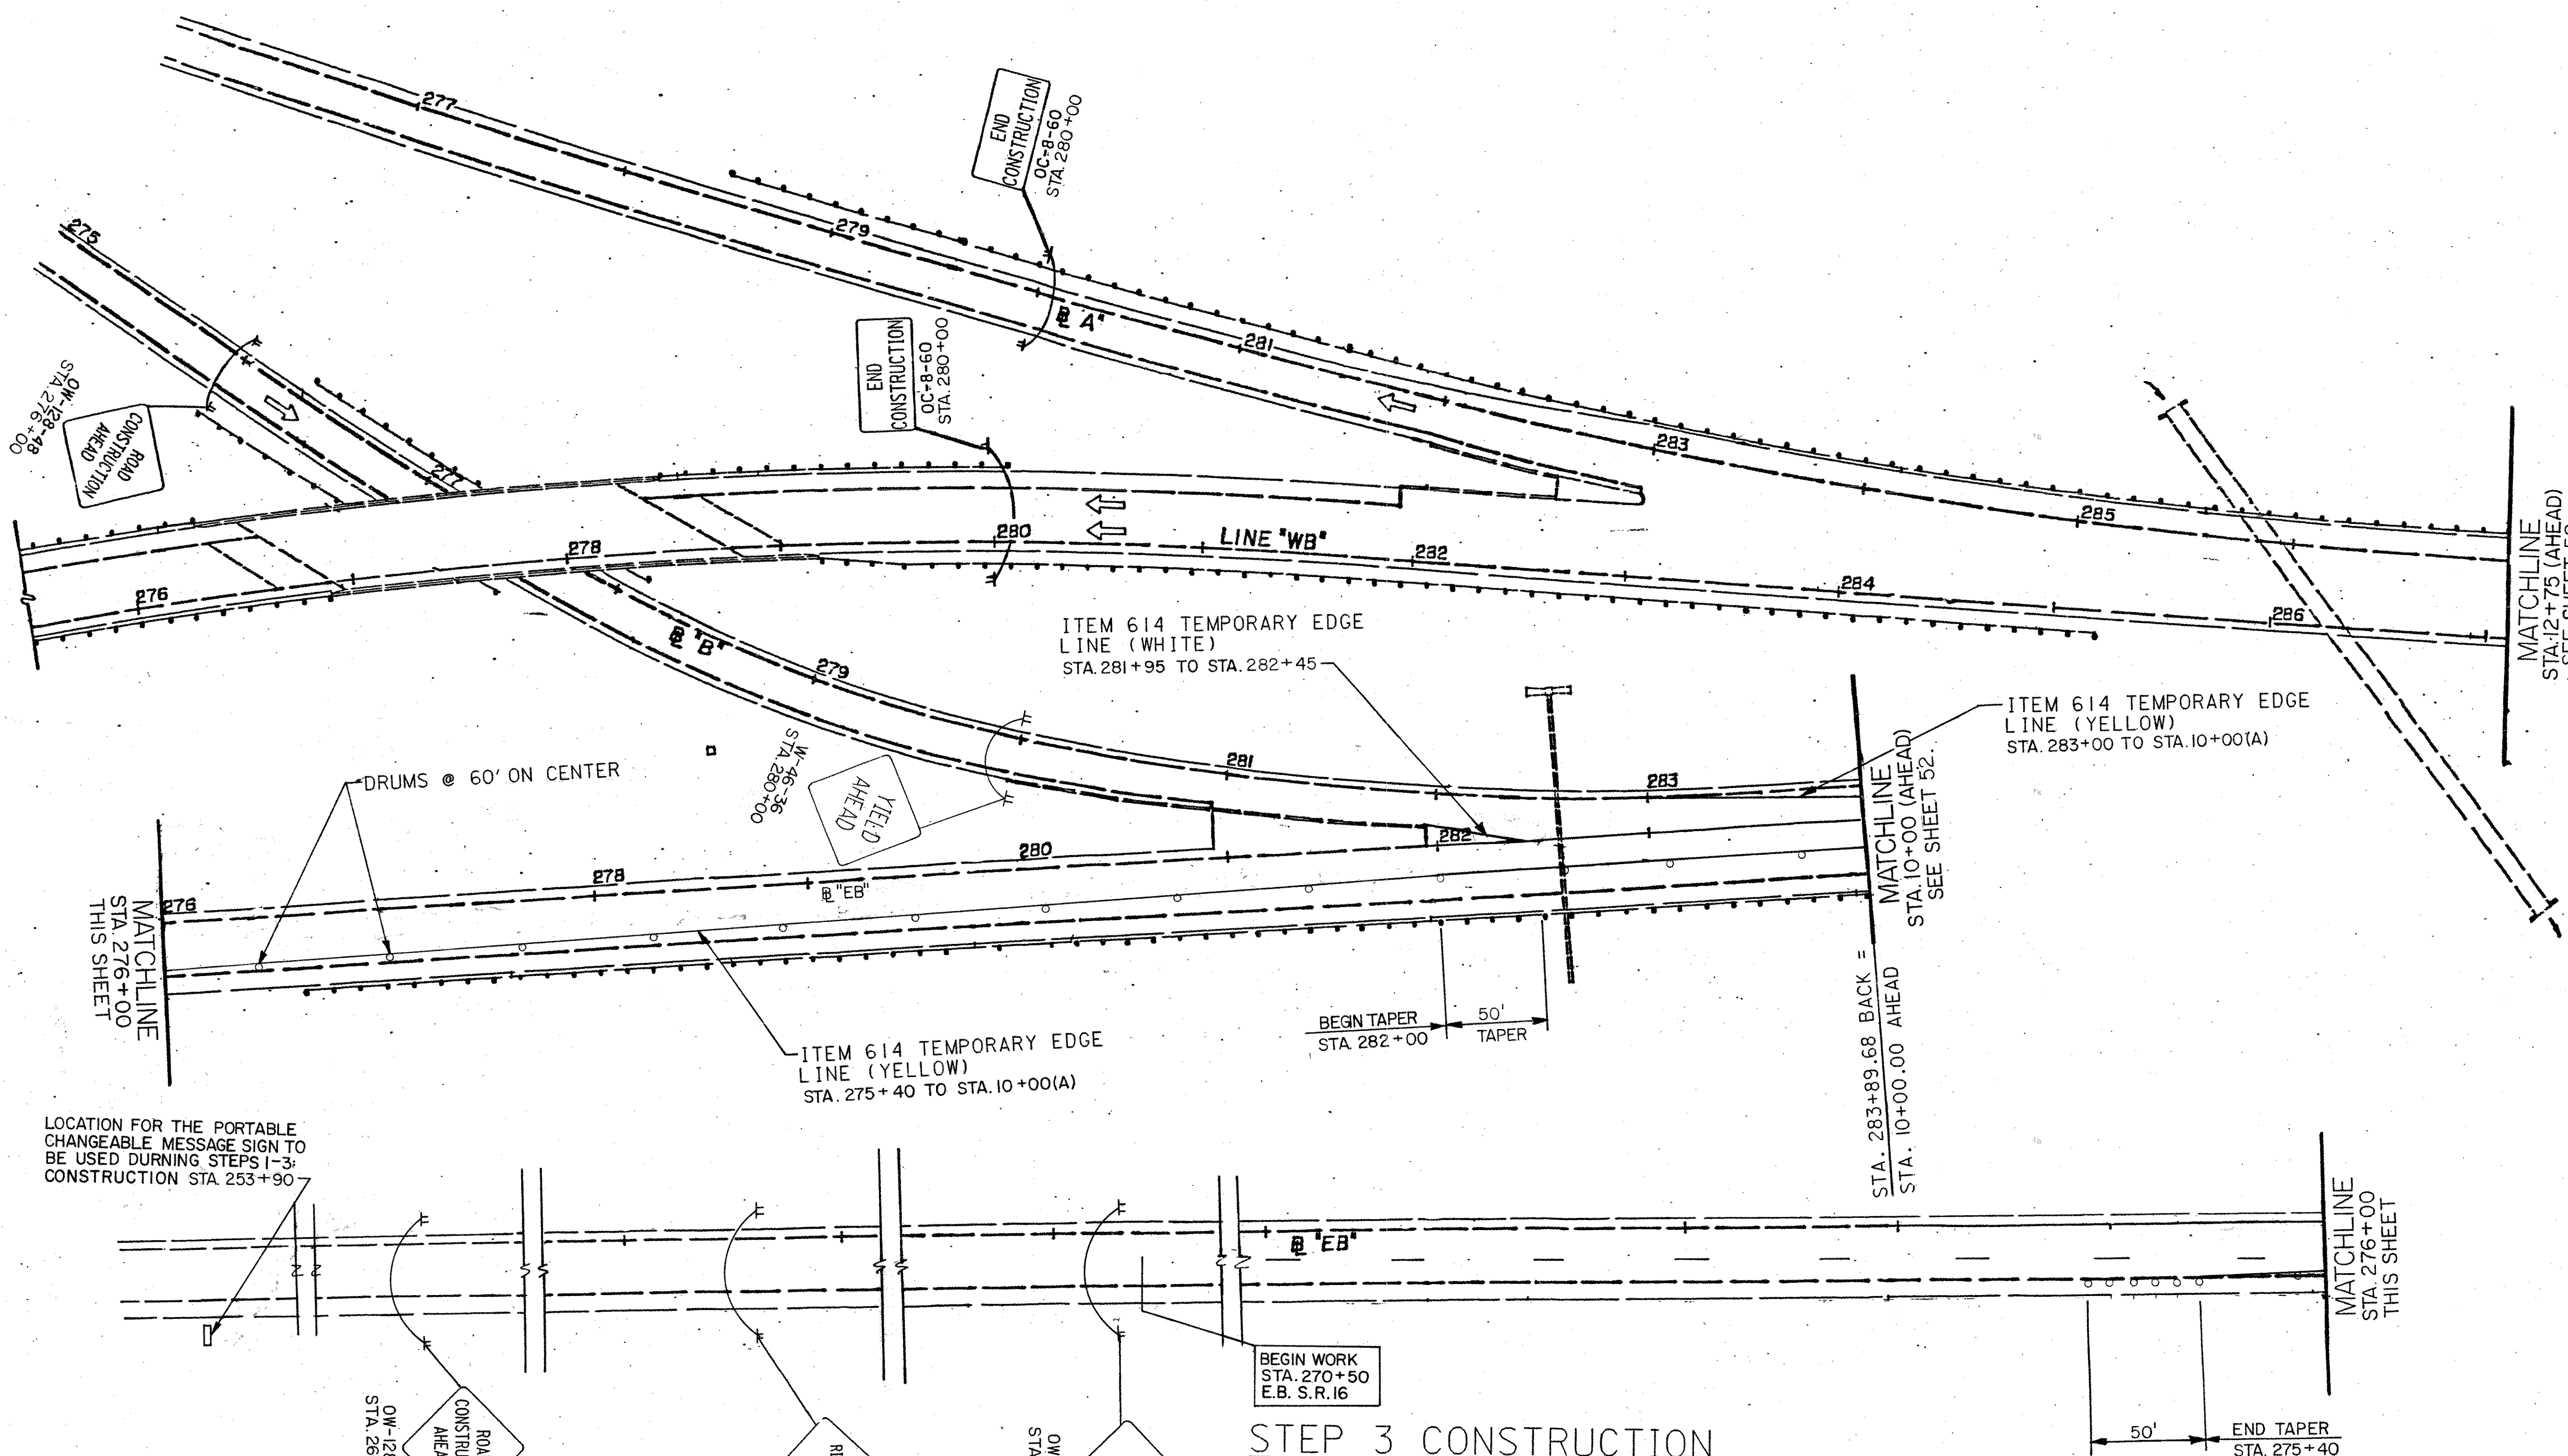 277
END
CONSTRUCTION
OC-8-60
STA. 280+00
279
275
℄ A"
281
END
CONSTRUCTION
OC-8-60
STA. 280+00
OW-128-48
STA. 276+00
ROAD
CONSTRUCTION
AHEAD
277
283
285
280
LINE "WB"
278
282
284
286
276
MATCHLINE
STA.12+75 (AHEAD)
℄ "B"
279
ITEM 614 TEMPORARY EDGE
LINE (WHITE)
STA. 281+95 TO STA. 282+45
ITEM 614 TEMPORARY EDGE
LINE (YELLOW)
STA. 283+00 TO STA.10+00(A)
DRUMS @ 60' ON CENTER
W-46-36
STA. 280+00
YIELD
AHEAD
281
283
282
280
278
276
℄ "EB"
MATCHLINE
STA.10+00 (AHEAD)
SEE SHEET 52.
MATCHLINE
STA. 276+00
THIS SHEET
BEGIN TAPER
STA. 282+00
50'
TAPER
ITEM 614 TEMPORARY EDGE
LINE (YELLOW)
STA. 275+40 TO STA.10+00(A)
STA. 283+89.68 BACK =
STA. 10+00.00 AHEAD
LOCATION FOR THE PORTABLE
CHANGEABLE MESSAGE SIGN TO
BE USED DURNING STEPS 1-3;
CONSTRUCTION STA. 253+90
℄ "EB"
MATCHLINE
STA. 276+00
THIS SHEET
BEGIN WORK
STA. 270+50
E.B. S.R.16
STEP 3 CONSTRUCTION
50'
END TAPER
STA. 275+40